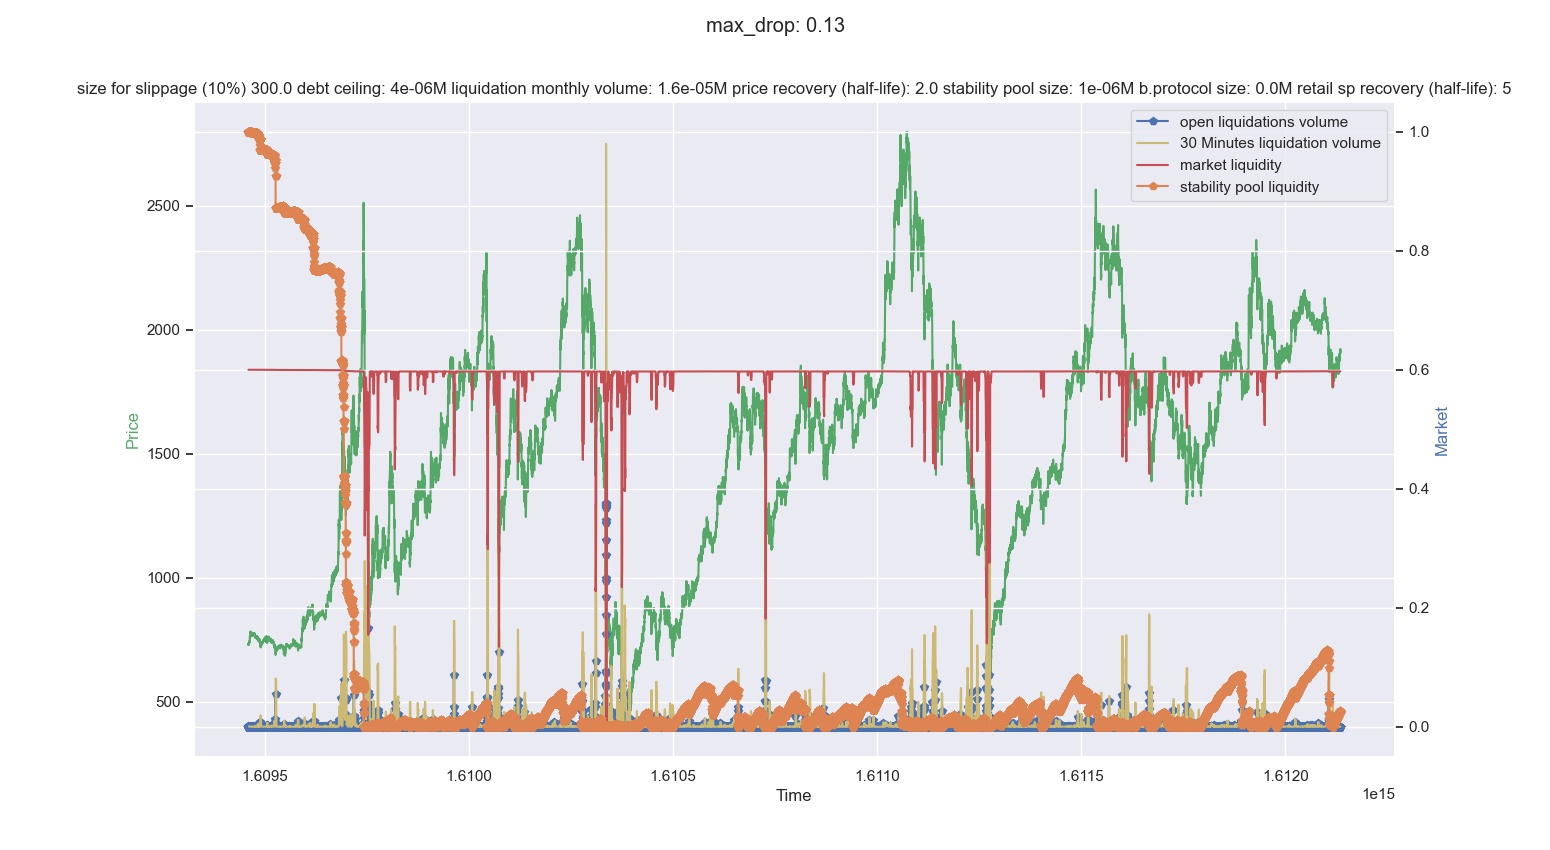 max_drop: 0.13
size for slippage (10%) 300.0 debt ceiling: 4e-06M liquidation monthly volume: 1.6e-05M price recovery (half-life): 2.0 stability pool size: 1e-06M b.protocol size: 0.0M retail sp recovery (half-life): 5
open liquidations volume
30 Minutes liquidation volume
market liquidity
stability pool liquidity
2500
2000
1500
1000
500
Price
1.0
0.8
0.6
0.4
0.2
0.0
Market
1.6095 1.6100 1.6105 1.6110 1.6115 1.6120
1e15
Time